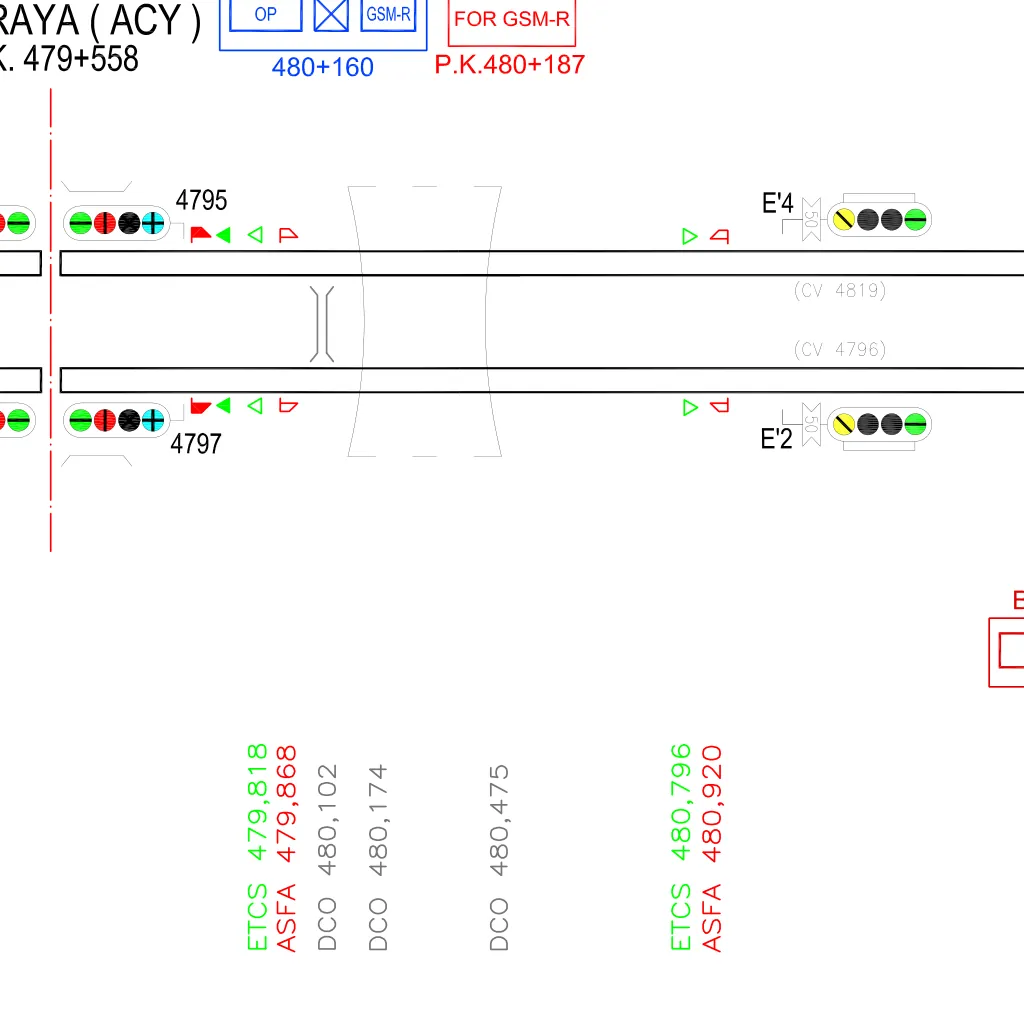 RAYA ( ACY )
K. 479+558
OP
GSM-R
480+160
FOR GSM-R
P.K.480+187
4795
E'4
50
(CV 4819)
(CV 4796)
4797
E'2
50
ETCS 479,818
ASFA 479,868
DCO 480,102
DCO 480,174
DCO 480,475
ETCS 480,796
ASFA 480,920